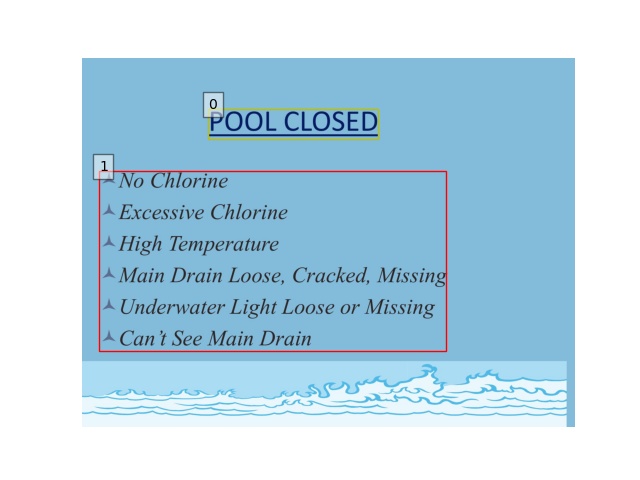 0
POOL CLOSED
1
No Chlorine
Excessive Chlorine
High Temperature
Main Drain Loose, Cracked, Missing
Underwater Light Loose or Missing
Can’t See Main Drain